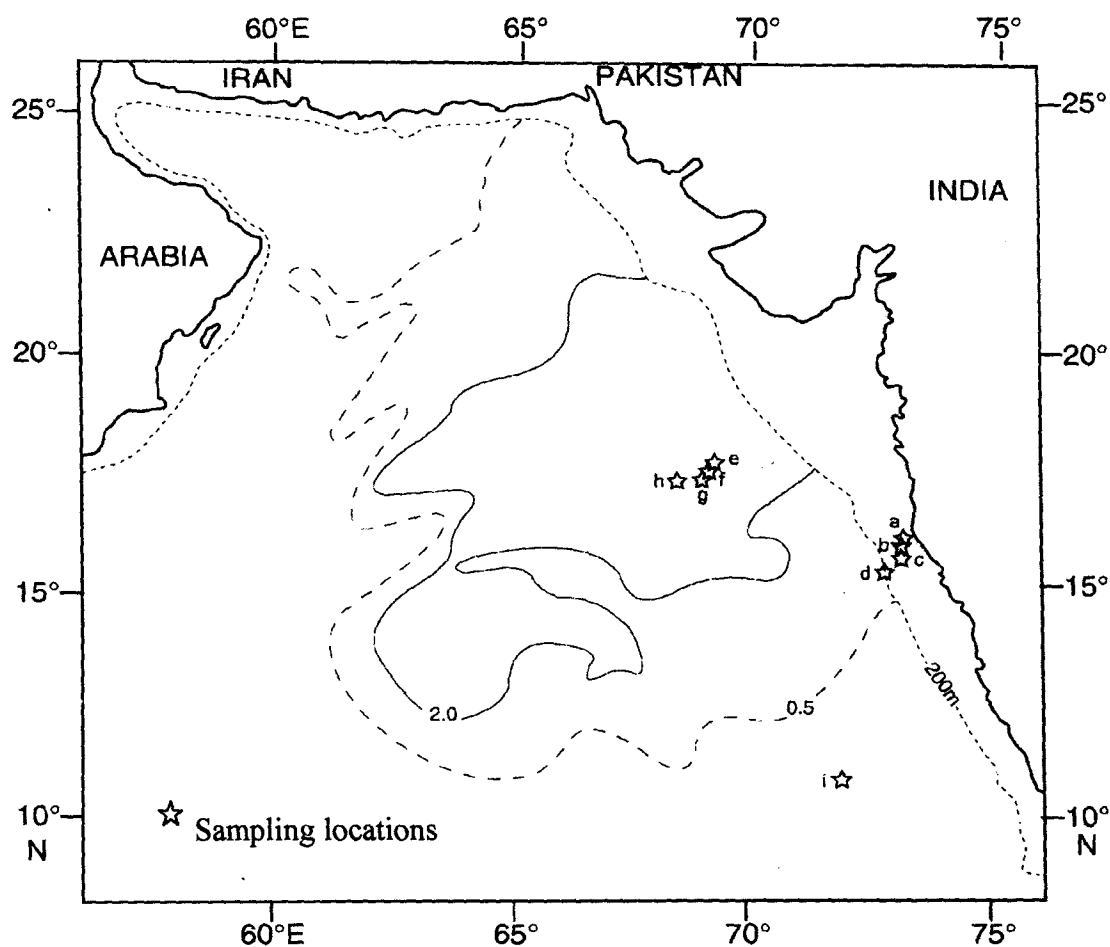 60°E 65° 70° 75°
IRAN PAKISTAN
25° 25°
INDIA
ARABIA
20° 20°
e
h f
g
a
b
c
d
15° 15°
200m
2.0 0.5
i
10° 10°
Sampling locations
N N
60°E 65° 70° 75°